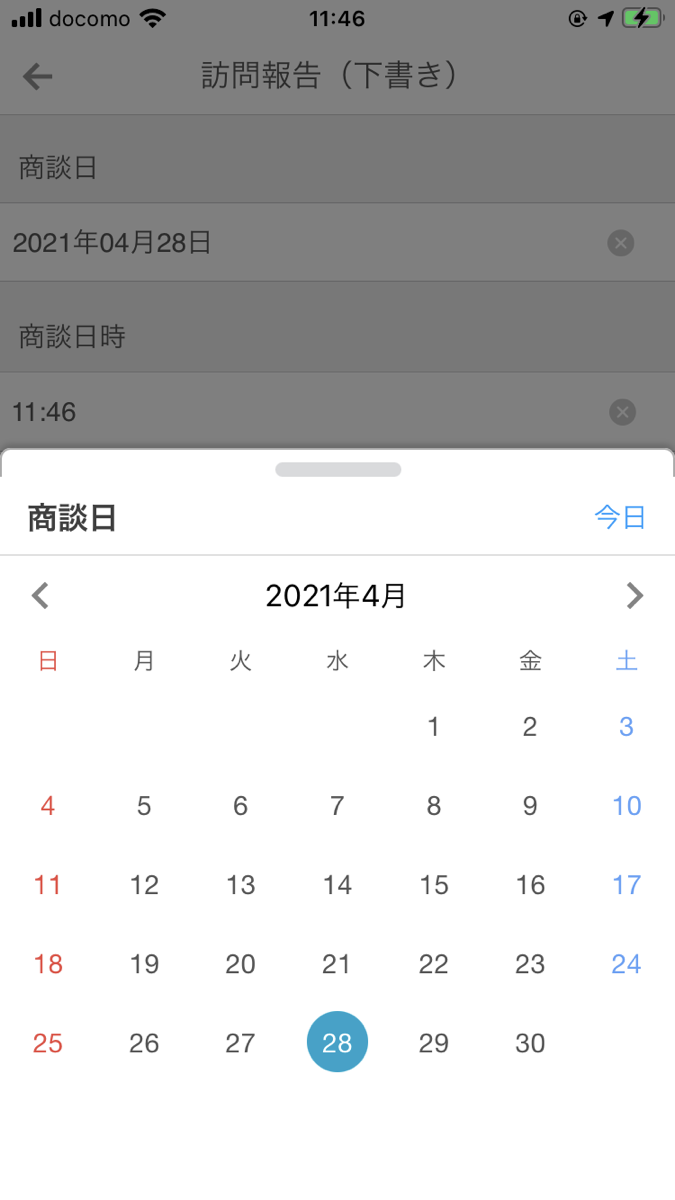 docomo 11:46
訪問報告（下書き）
商談日
2021年04月28日
商談日時
11:46
商談日 今日
2021年4月
日 月 火 水 木 金 土
1 2 3
4 5 6 7 8 9 10
11 12 13 14 15 16 17
18 19 20 21 22 23 24
25 26 27 28 29 30